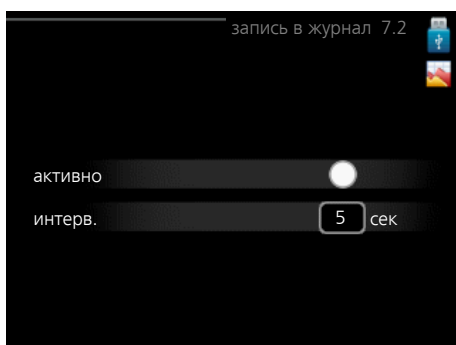 запись в журнал 7.2
активно
интерв. 5 сек